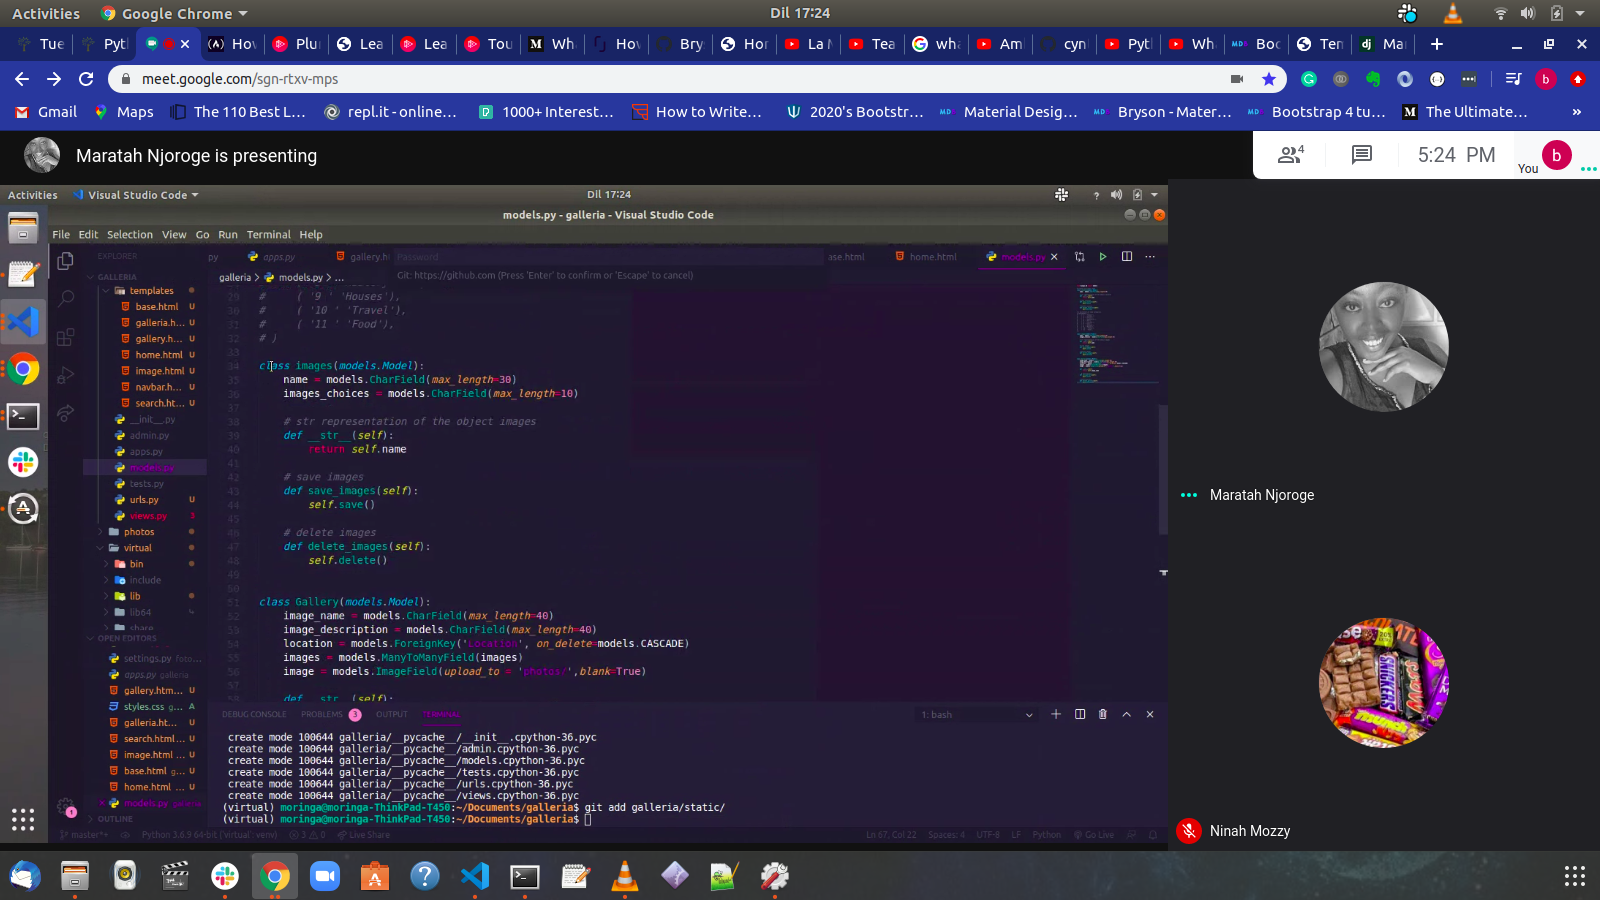 Activities Google Chrome Dil 17:24
Tue Pyt Hov Plur Lea Lea Tou Wh Hov Bry Hor La M Tea wha Aml cyn Pyt Wh Boc Ten dj Mar
meet.google.com/sgn-rtxv-mps
Gmail Maps The 110 Best L... repl.it - online... 1000+ Interest... How to Write... 2020's Bootstr... Material Desig... Bryson - Mater... Bootstrap 4 tu... The Ultimate... »
Maratah Njoroge is presenting
4 5:24 PM You b
Activities Visual Studio Code Dil 17:24
models.py - galleria - Visual Studio Code
File Edit Selection View Go Run Terminal Help
EXPLORER py apps.py gallery.h Password ase.html home.html models.py
GALLERIA galleria > models.py > ... Git: https://github.com (Press 'Enter' to confirm or 'Escape' to cancel)
templates
base.html U
galleria.h... U
gallery.h... U
home.html U
image.html U
navbar.h... U
search.ht... U
__init__.py
admin.py
apps.py
models.py
tests.py
urls.py U
views.py 3
photos
virtual
bin
include
lib
lib64
share
OPEN EDITORS
settings.py foto...
apps.py galleria
gallery.htm... U
styles.css g... A
galleria.ht... U
search.html... U
image.html ... U
base.html g... U
home.html ... U
models.py galleria
OUTLINE
29 # ( '9 ' 'Houses'),
30 # ( '10 ' 'Travel'),
31 # ( '11 ' 'Food'),
32 # )
33
34 class images(models.Model):
35 name = models.CharField(max_length=30)
36 images_choices = models.CharField(max_length=10)
37
38 # str representation of the object images
39 def __str__(self):
40 return self.name
41
42 # save images
43 def save_images(self):
44 self.save()
45
46 # delete images
47 def delete_images(self):
48 self.delete()
49
50
51 class Gallery(models.Model):
52 image_name = models.CharField(max_length=40)
53 image_description = models.CharField(max_length=40)
54 location = models.ForeignKey('Location', on_delete=models.CASCADE)
55 images = models.ManyToManyField(images)
56 image = models.ImageField(upload_to = 'photos/',blank=True)
57
58 def __str__(self):
DEBUG CONSOLE PROBLEMS 3 OUTPUT TERMINAL 1: bash
create mode 100644 galleria/__pycache__/__init__.cpython-36.pyc
create mode 100644 galleria/__pycache__/admin.cpython-36.pyc
create mode 100644 galleria/__pycache__/models.cpython-36.pyc
create mode 100644 galleria/__pycache__/tests.cpython-36.pyc
create mode 100644 galleria/__pycache__/urls.cpython-36.pyc
create mode 100644 galleria/__pycache__/views.cpython-36.pyc
(virtual) moringa@moringa-ThinkPad-T450:~/Documents/galleria$ git add galleria/static/
(virtual) moringa@moringa-ThinkPad-T450:~/Documents/galleria$
master*+ Python 3.6.9 64-bit ('virtual': venv) 3 0 Live Share Ln 67, Col 22 Spaces: 4 UTF-8 LF Python Go Live
Maratah Njoroge
SNICKERS
Ninah Mozzy